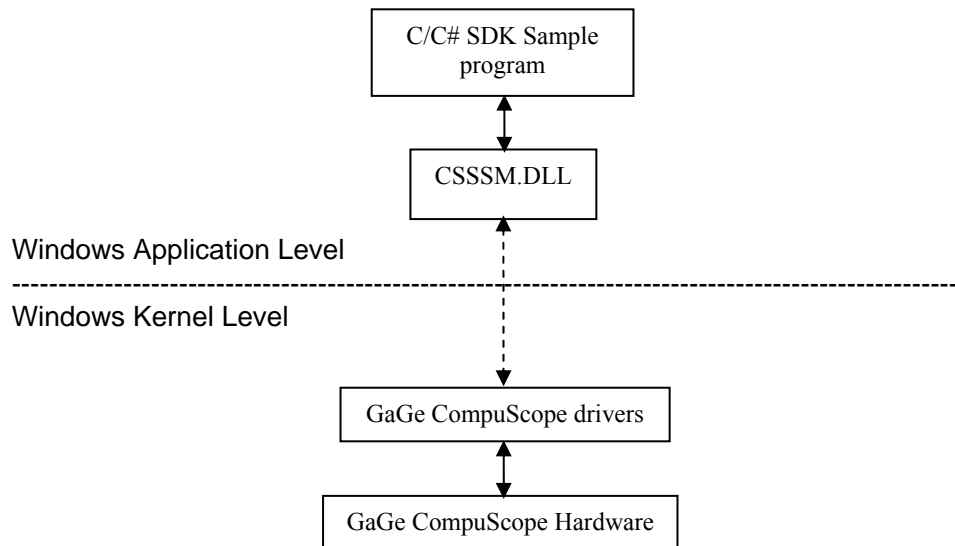 C/C# SDK Sample
program
CSSSM.DLL
Windows Application Level
Windows Kernel Level
GaGe CompuScope drivers
GaGe CompuScope Hardware